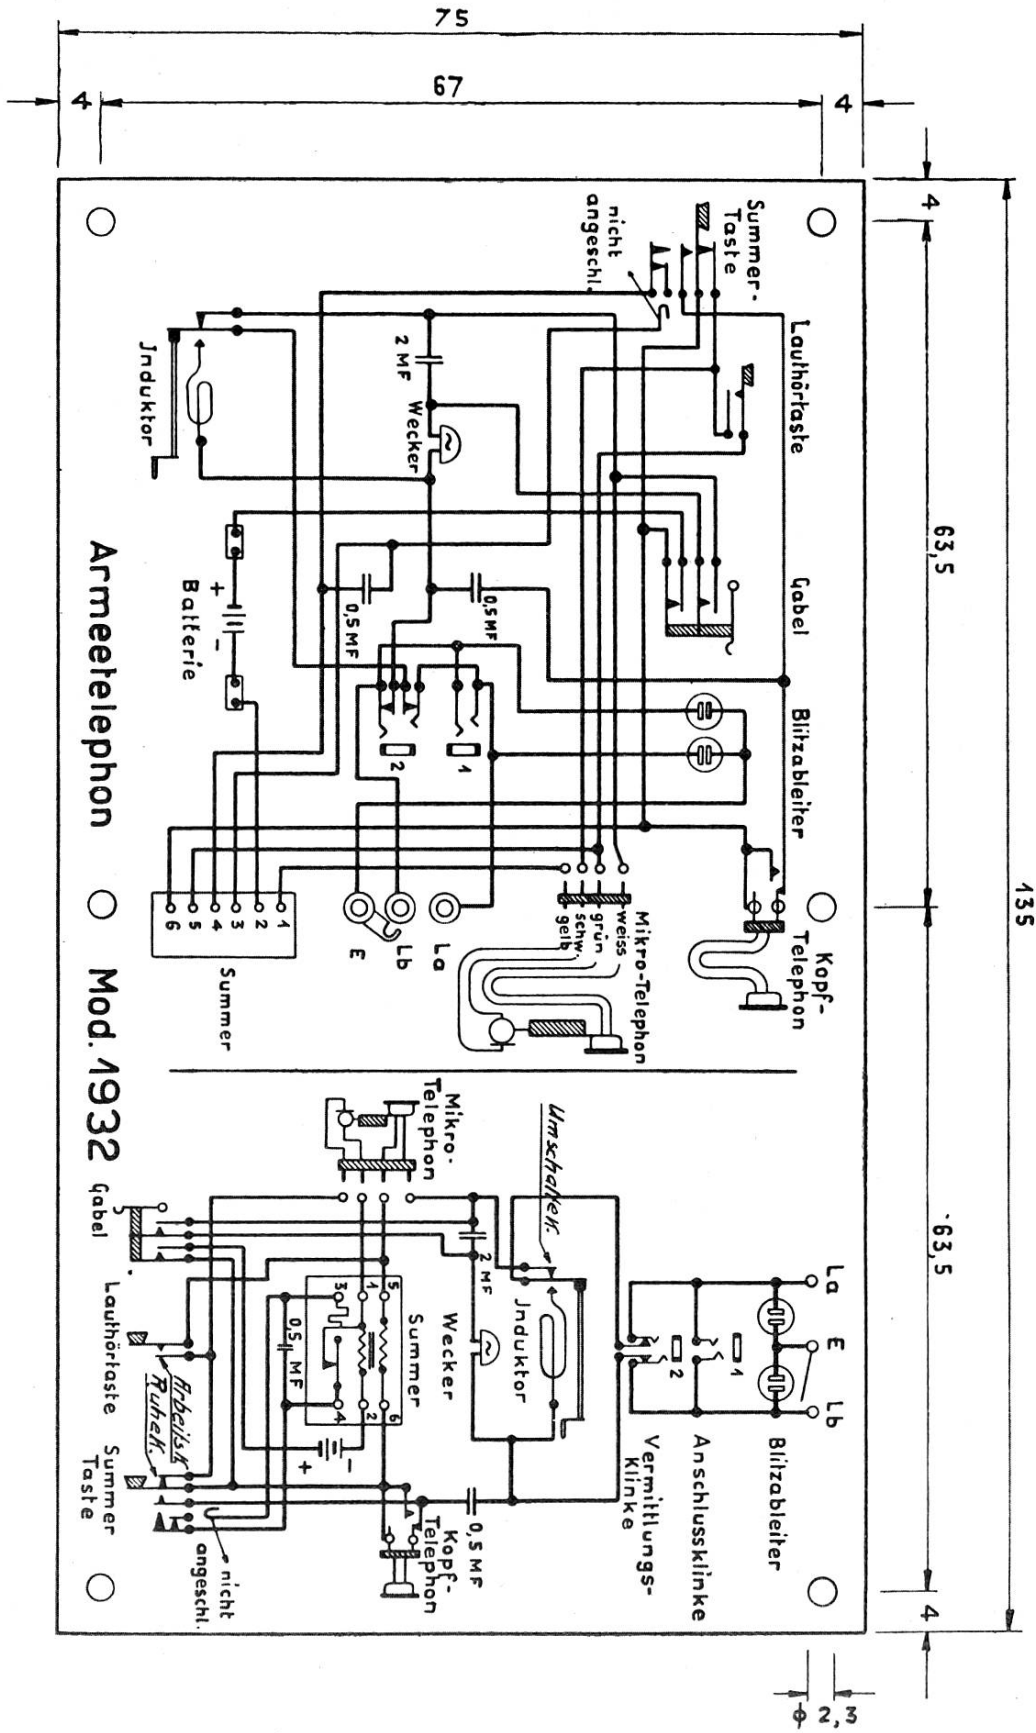 75
4
67
4
4
63,5
135
63,5
4
ϕ 2,3
Summer-
Taste
nicht
angeschl.
Lauthörtaste
Gabel
Blitzableiter
Kopf-
Telephon
2 MF
Wecker
Induktor
0,5 MF
0,5 MF
+
-
Batterie
2
1
weiss
grün
schw.
gelb
Mikro-Telephon
La
Lb
E
1
2
3
4
5
6
Summer
Armeetelephon Mod. 1932
Mikro-
Telephon
Umschaltek.
La
E
Lb
Blitzableiter
1
Anschlussklinke
2
Vermittlungs-
Klinke
Induktor
2 MF
Wecker
0,5 MF
Summer
5
1
3
6
2
4
0,5 MF
+
-
Kopf-
Telephon
Gabel
Lauthörtaste
Arbeitsk.
Ruhek.
Summer
Taste
nicht
angeschl.